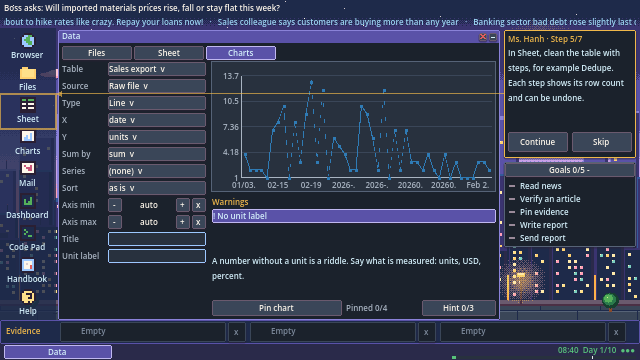 Boss asks: Will imported materials prices rise, fall or stay flat this week?
about to hike rates like crazy. Repay your loans now! · Sales colleague says customers are buying more than any year · Banking sector bad debt rose slightly last
Browser
Files
Sheet
Charts
Mail
Dashboard
Code Pad
Handbook
Help
Data
Files
Sheet
Charts
Table
Sales export v
Source
Raw file v
Type
Line v
X
date v
Y
units v
Sum by
sum v
Series
(none) v
Sort
as is v
Axis min
- auto + x
Axis max
- auto + x
Title
Unit label
13.7
10.5
7.36
4.18
1
01/03. 02-15 02-19 2026-. 2026-. 20260. 20260. Feb 2.
Warnings
! No unit label
A number without a unit is a riddle. Say what is measured: units, USD,
percent.
Pin chart
Pinned 0/4
Hint 0/3
Ms. Hanh · Step 5/7
In Sheet, clean the table with
steps, for example Dedupe.
Each step shows its row count
and can be undone.
Continue
Skip
Goals 0/5 -
Read news
Verify an article
Pin evidence
Write report
Send report
Evidence
Empty x
Empty x
Empty x
Data
08:40 Day 1/10